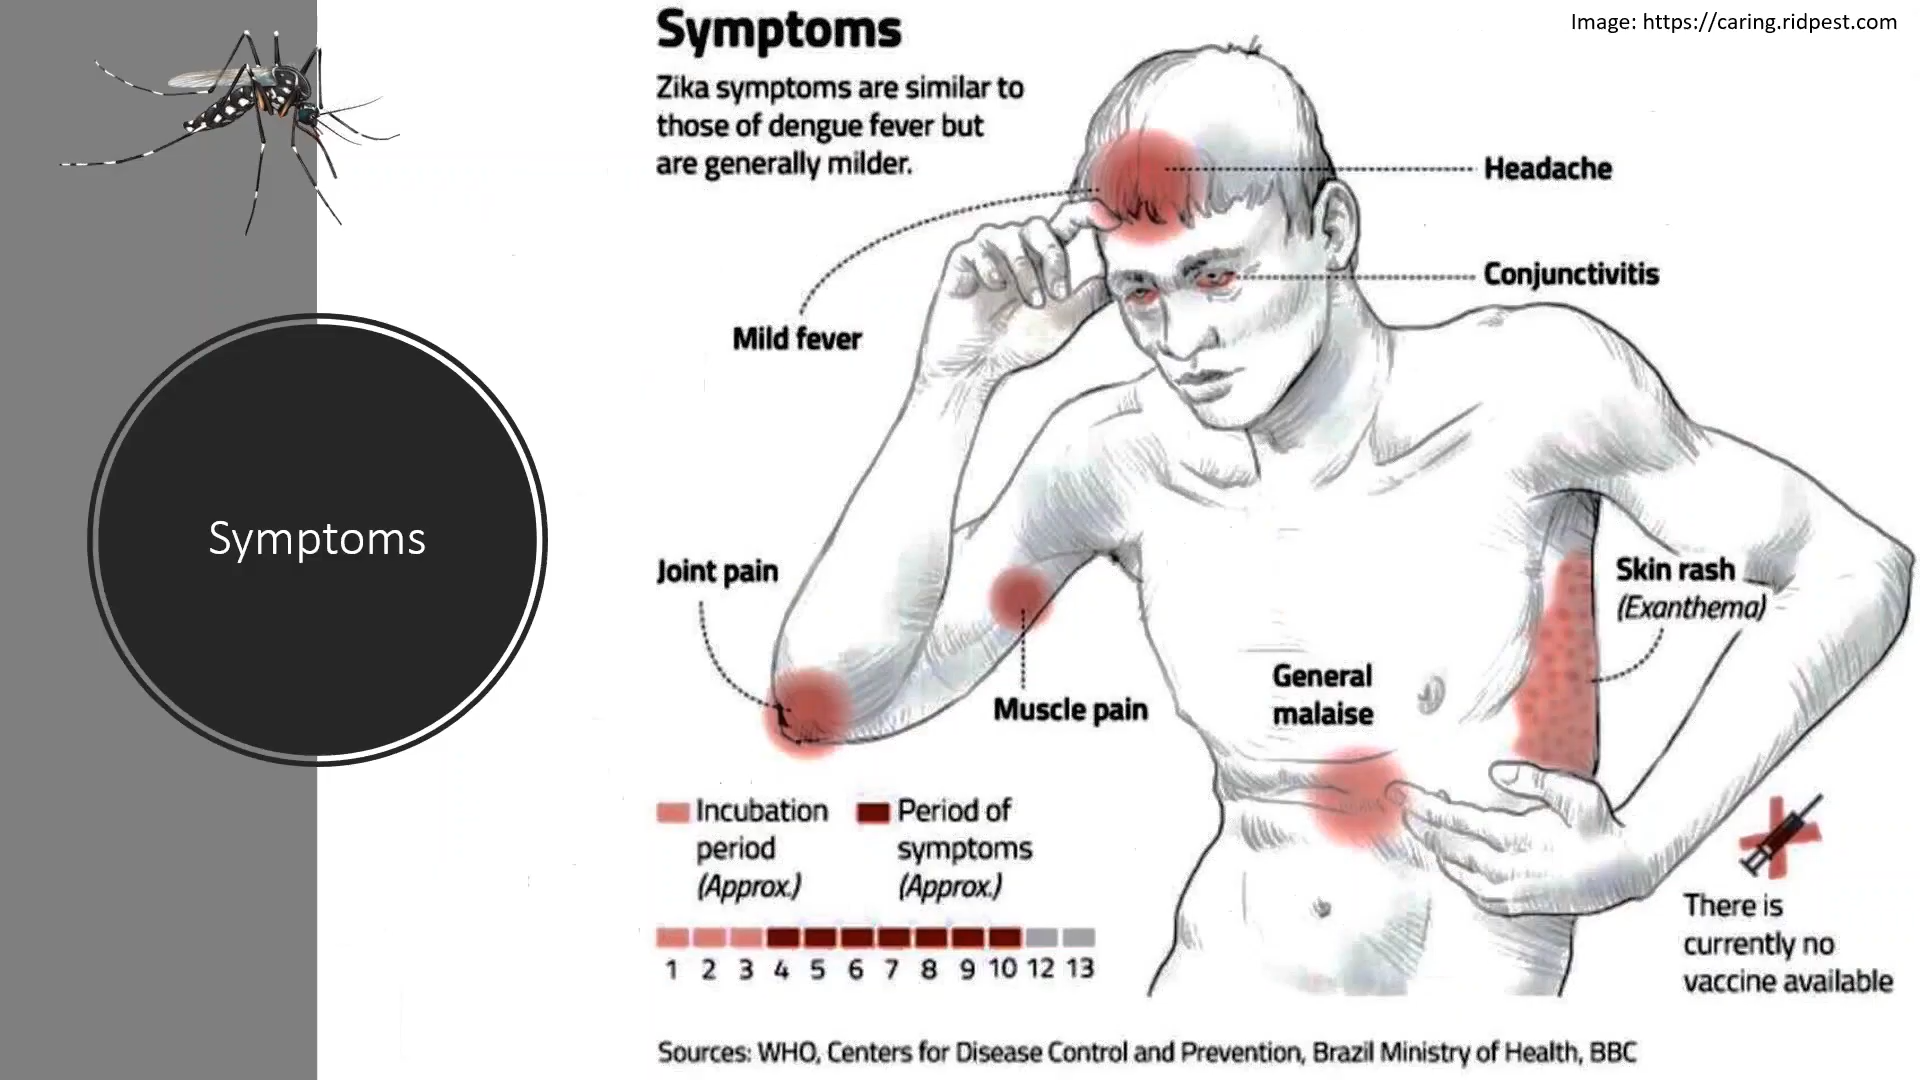 Image: https://caring.ridpest.com
Symptoms
Symptoms
Zika symptoms are similar to
those of dengue fever but
are generally milder.
Headache
Conjunctivitis
Mild fever
Joint pain
Muscle pain
Skin rash
(Exanthema)
General
malaise
Incubation
period
(Approx.)
Period of
symptoms
(Approx.)
1 2 3 4 5 6 7 8 9 10 12 13
There is
currently no
vaccine available
Sources: WHO, Centers for Disease Control and Prevention, Brazil Ministry of Health, BBC